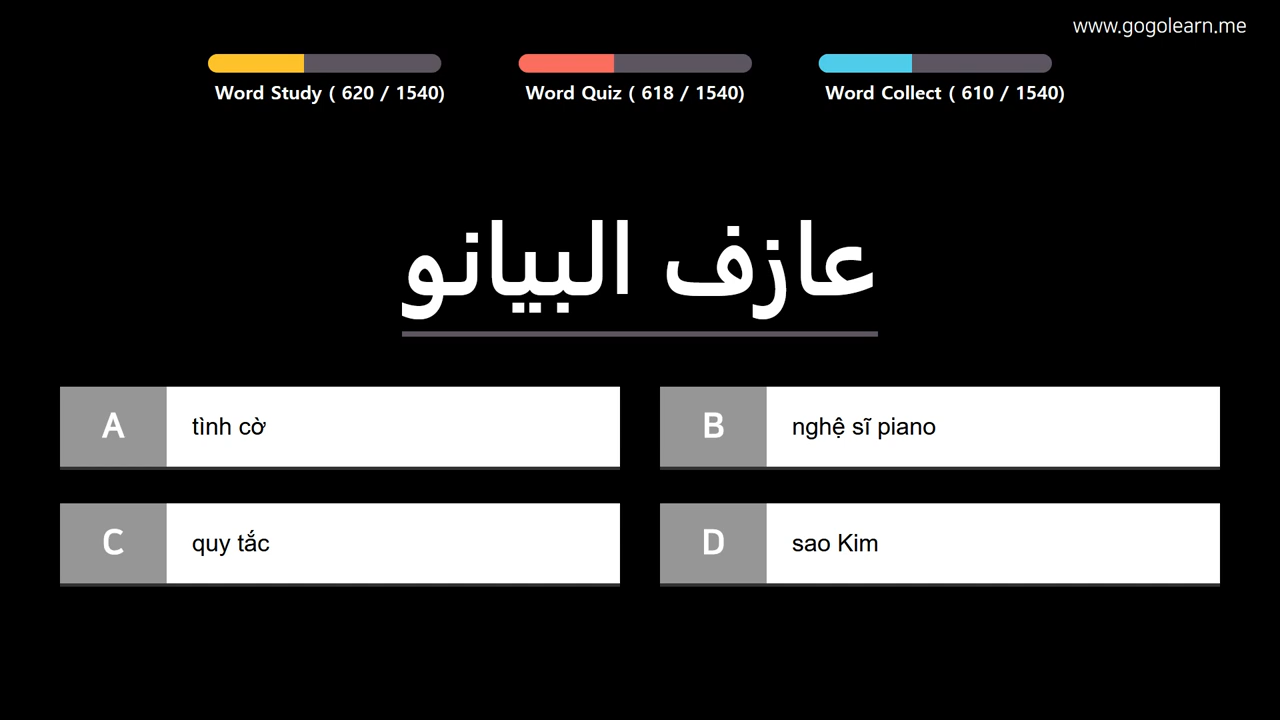 www.gogolearn.me
Word Study ( 620 / 1540)
Word Quiz ( 618 / 1540)
Word Collect ( 610 / 1540)
عازف البيانو
A tình cờ
B nghệ sĩ piano
C quy tắc
D sao Kim